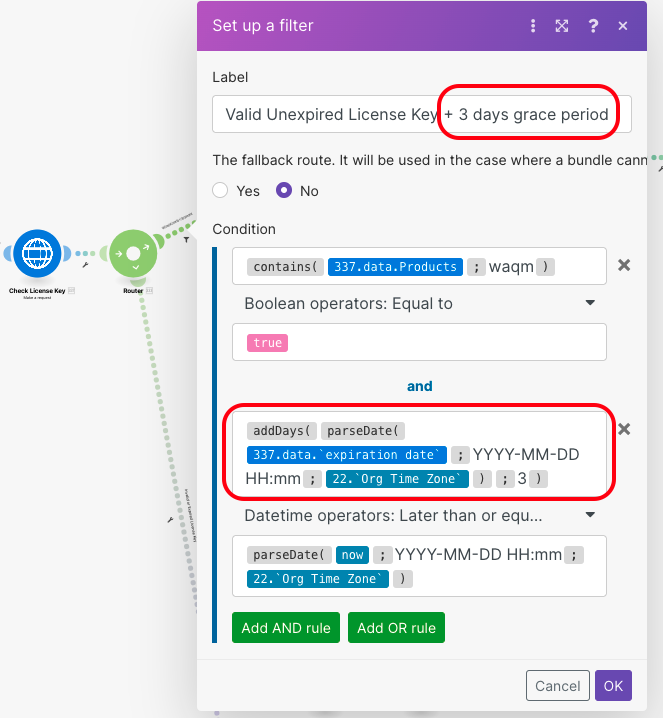 Set up a filter
?
Label
Valid Unexpired License Key + 3 days grace period
The fallback route. It will be used in the case where a bundle cann
Yes
No
Condition
contains( 337.data.Products ; waqm )
Boolean operators: Equal to
true
and
addDays( parseDate(
337.data.`expiration date` ; YYYY-MM-DD
HH:mm ; 22.`Org Time Zone` ) ; 3 )
Datetime operators: Later than or equ...
parseDate( now ; YYYY-MM-DD HH:mm ;
22.`Org Time Zone` )
Add AND rule
Add OR rule
Cancel
OK
Check License Key
Make a request
Router